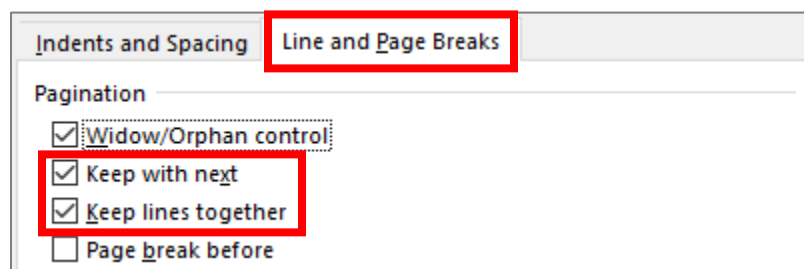 Indents and Spacing Line and Page Breaks
Pagination
Widow/Orphan control
Keep with next
Keep lines together
Page break before